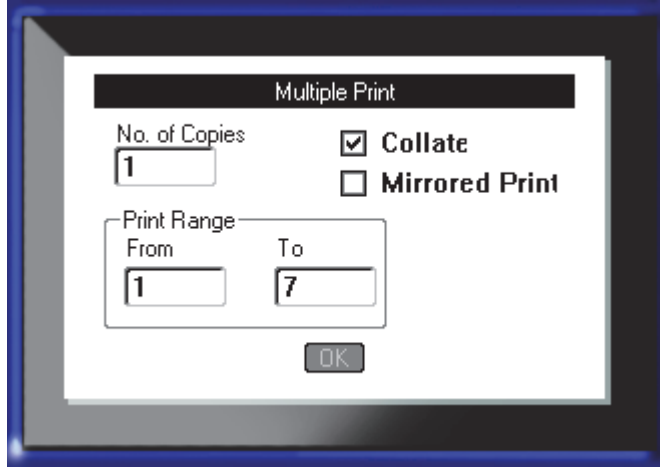 Multiple Print
No. of Copies
1
Collate
Mirrored Print
Print Range
From To
1 7
OK